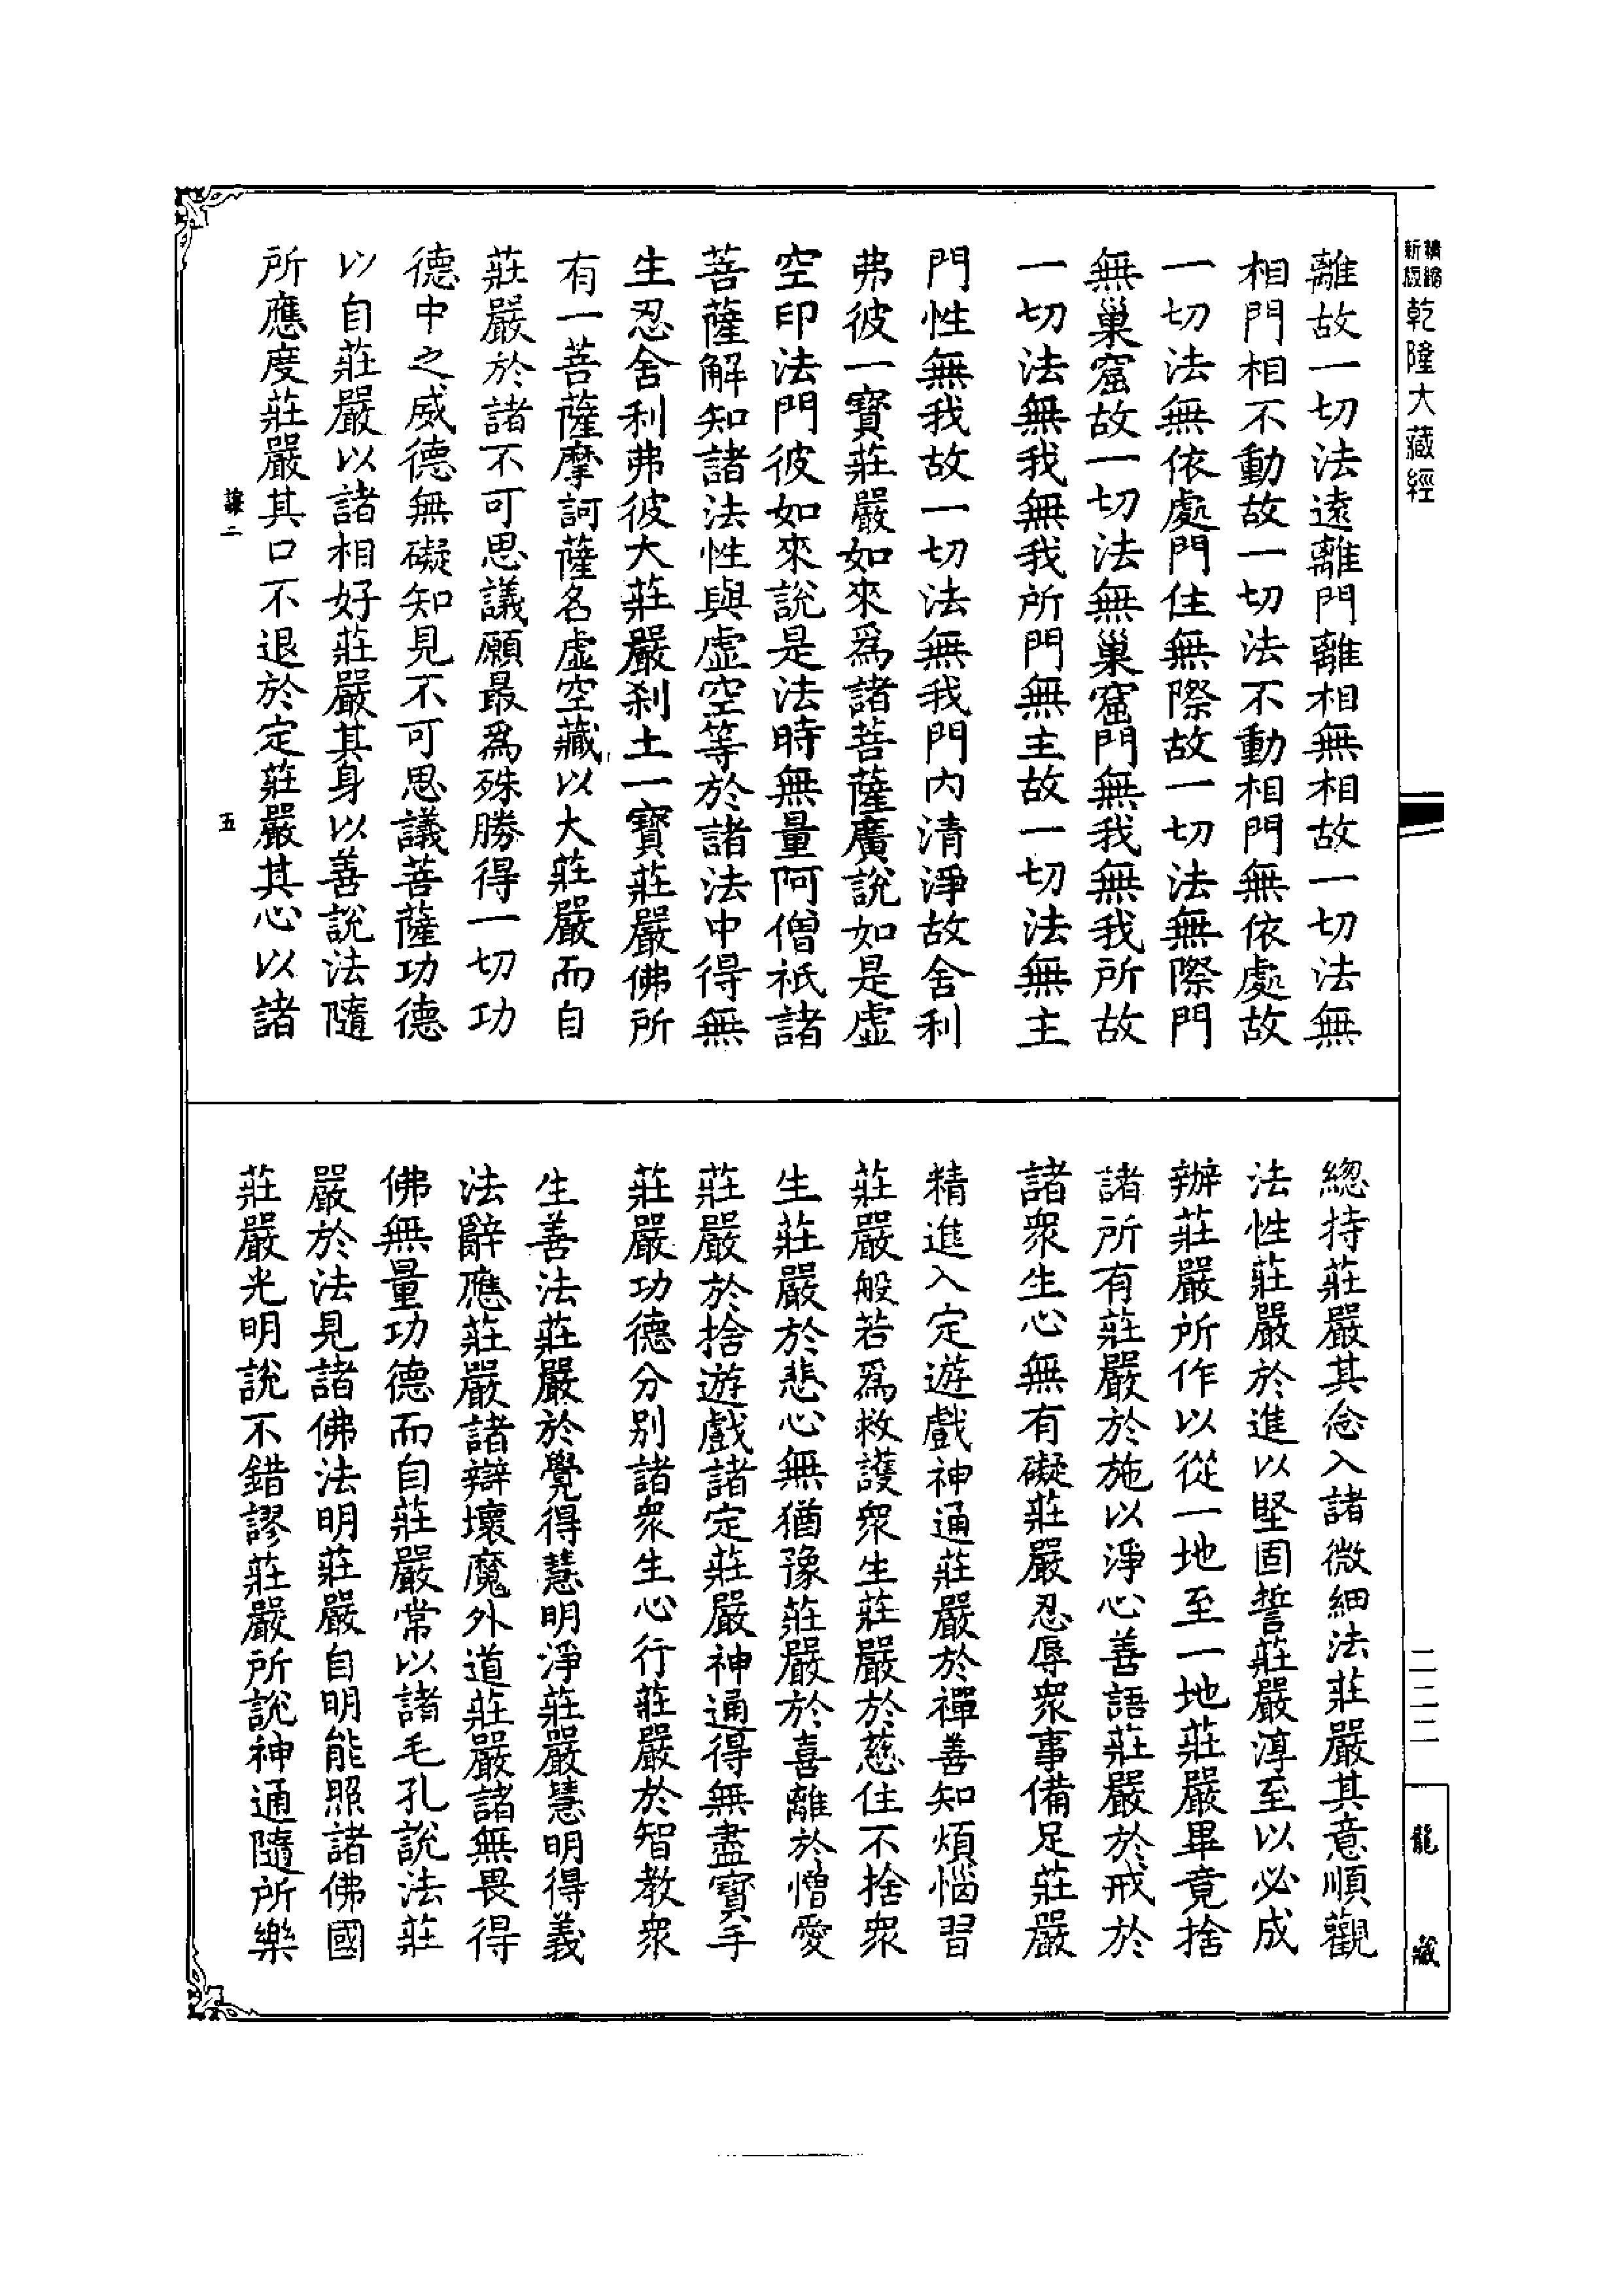 精縮
新版
乾隆大藏經
離故一切法遠離門離相無相故一切法無
相門相不動故一切法不動相門無依處故
一切法無依處門住無際故一切法無際門
無巢窟故一切法無巢窟門無我無我所故
一切法無我無我所門無主故一切法無主
門性無我故一切法無我門內清淨故舍利
弗彼一寶莊嚴如來為諸菩薩廣說如是虛
空印法門彼如來說是法時無量阿僧祇諸
菩薩解知諸法性與虛空等於諸法中得無
生忍舍利弗彼大莊嚴剎土一寶莊嚴佛所
有一菩薩摩訶薩名虛空藏以大莊嚴而自
莊嚴於諸不可思議願最為殊勝得一切功
德中之威德無礙知見不可思議菩薩功德
以自莊嚴以諸相好莊嚴其身以善說法隨
所應度莊嚴其口不退於定莊嚴其心以諸
二
五
總持莊嚴其念入諸微細法莊嚴其意順觀
法性莊嚴於進以堅固誓莊嚴淳至以必成
辦莊嚴所作以從一地至一地莊嚴畢竟捨
諸所有莊嚴於施以淨心善語莊嚴於戒於
諸眾生心無有礙莊嚴忍辱眾事備足莊嚴
精進入定遊戲神通莊嚴於禪善知煩惱習
莊嚴般若為救護眾生莊嚴於慈住不捨眾
生莊嚴於悲心無猶豫莊嚴於喜離於憎愛
莊嚴於捨遊戲諸定莊嚴神通得無盡寶手
莊嚴功德分別諸眾生心行莊嚴於智教眾
生善法莊嚴於覺得慧明淨莊嚴慧明得義
法辭應莊嚴諸辯壞魔外道莊嚴諸無畏得
佛無量功德而自莊嚴常以諸毛孔說法莊
嚴於法見諸佛法明莊嚴自明能照諸佛國
莊嚴光明說不錯謬莊嚴所說神通隨所樂
二二二
龍藏